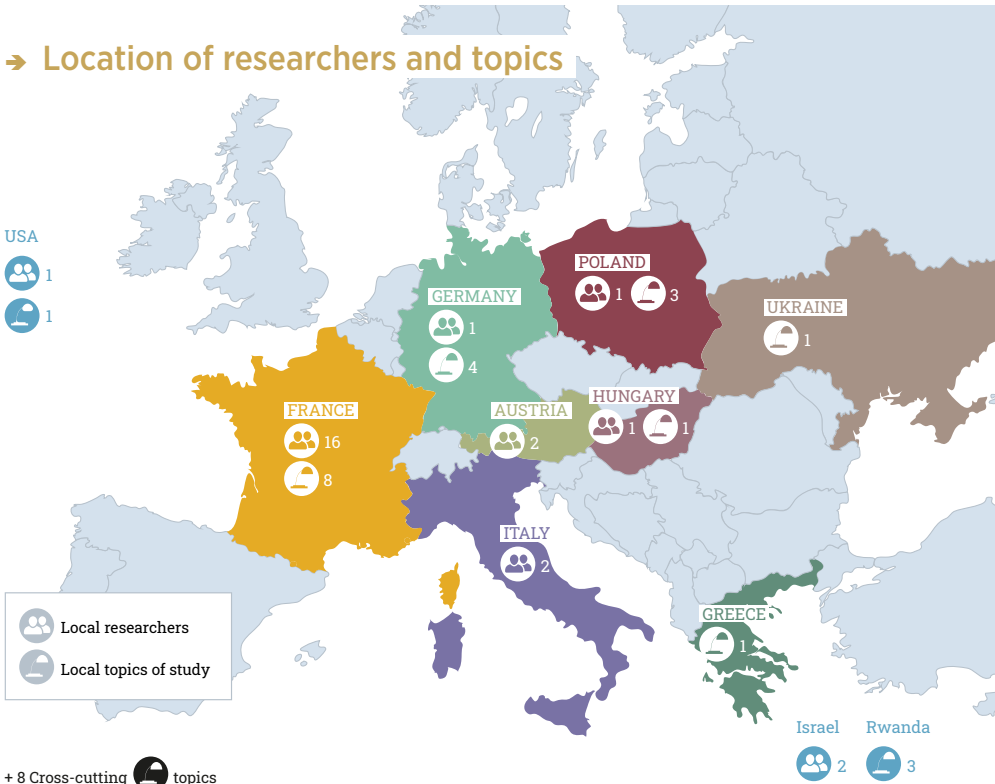 → Location of researchers and topics
USA
1
1
GERMANY
1
4
POLAND
1 3
UKRAINE
1
FRANCE
16
8
AUSTRIA
2
HUNGARY
1 1
ITALY
2
GREECE
1
Local researchers
Local topics of study
Israel Rwanda
2 3
+ 8 Cross-cutting topics